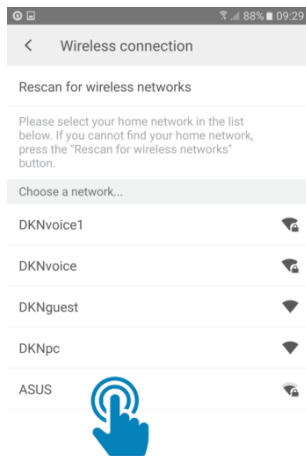 88% 09:29
Wireless connection
Rescan for wireless networks
Please select your home network in the list
below. If you cannot find your home network,
press the "Rescan for wireless networks"
button.
Choose a network...
DKNvoice1
DKNvoice
DKNguest
DKNpc
ASUS